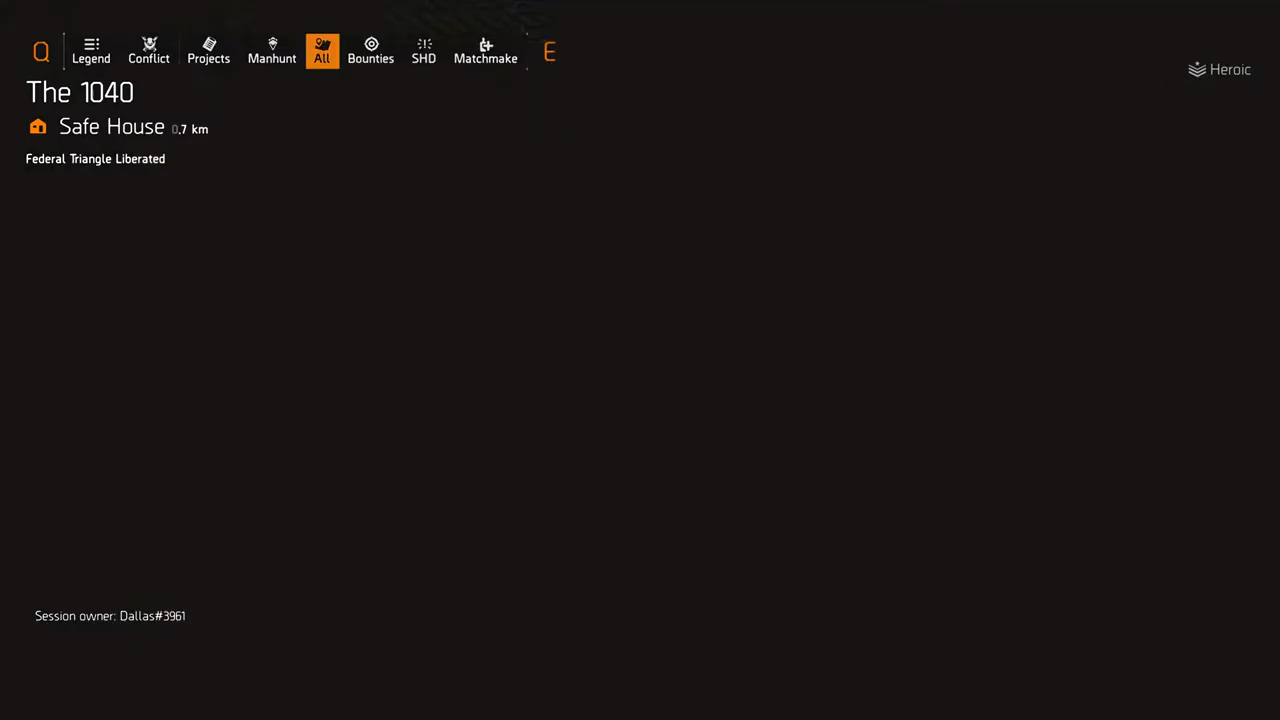 Q Legend Conflict Projects Manhunt All Bounties SHD Matchmake E
Heroic
The 1040
Safe House 0.7 km
Federal Triangle Liberated
Session owner: Dallas#3961